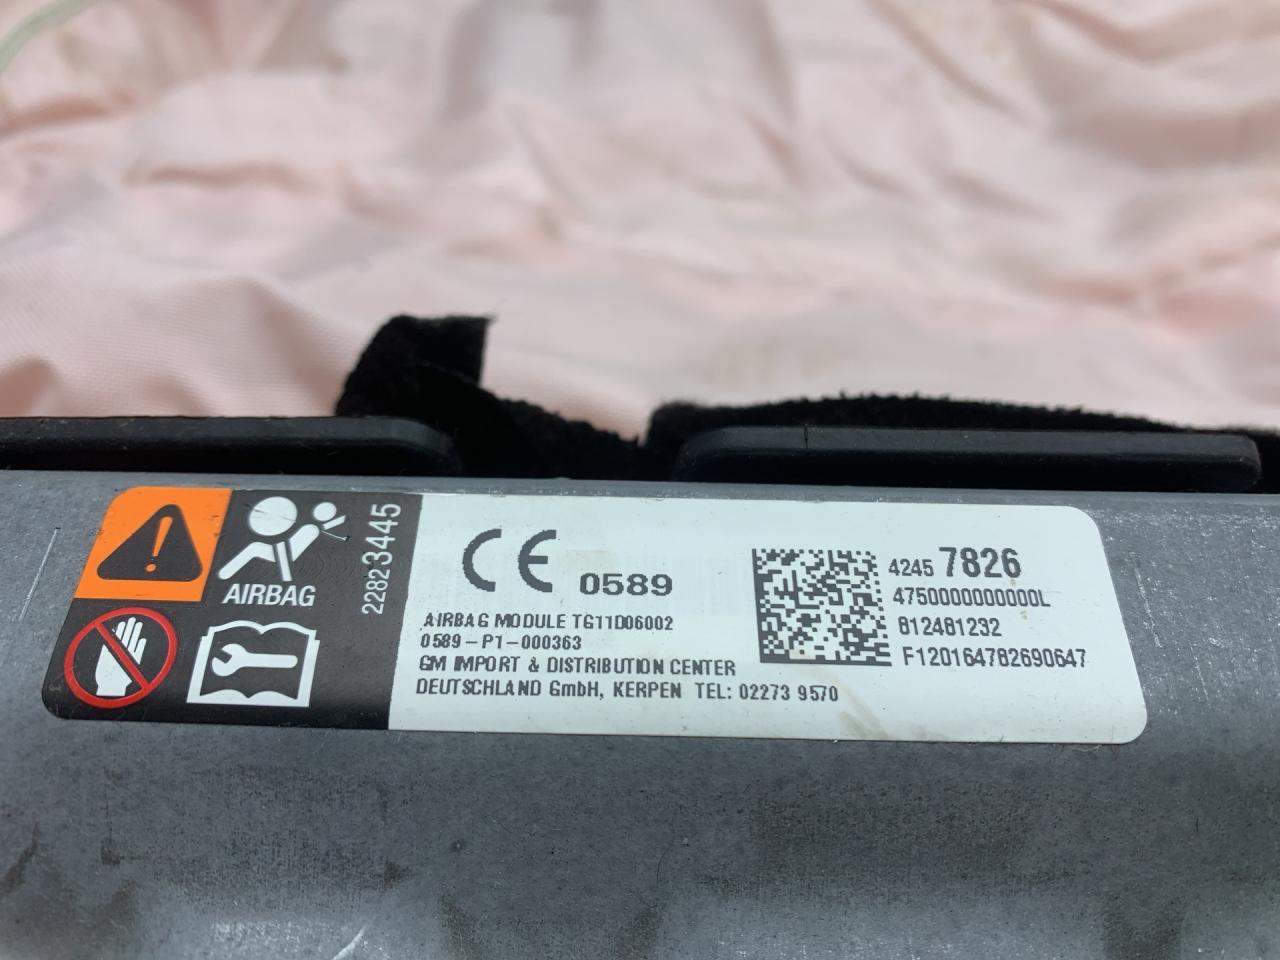 AIRBAG
22823445
CE 0589
AIRBAG MODULE TG11D06002
0589-P1-000363
GM IMPORT & DISTRIBUTION CENTER
DEUTSCHLAND GmbH, KERPEN TEL: 02273 9570
4245 7826
4750000000000L
812481232
F120164782690647